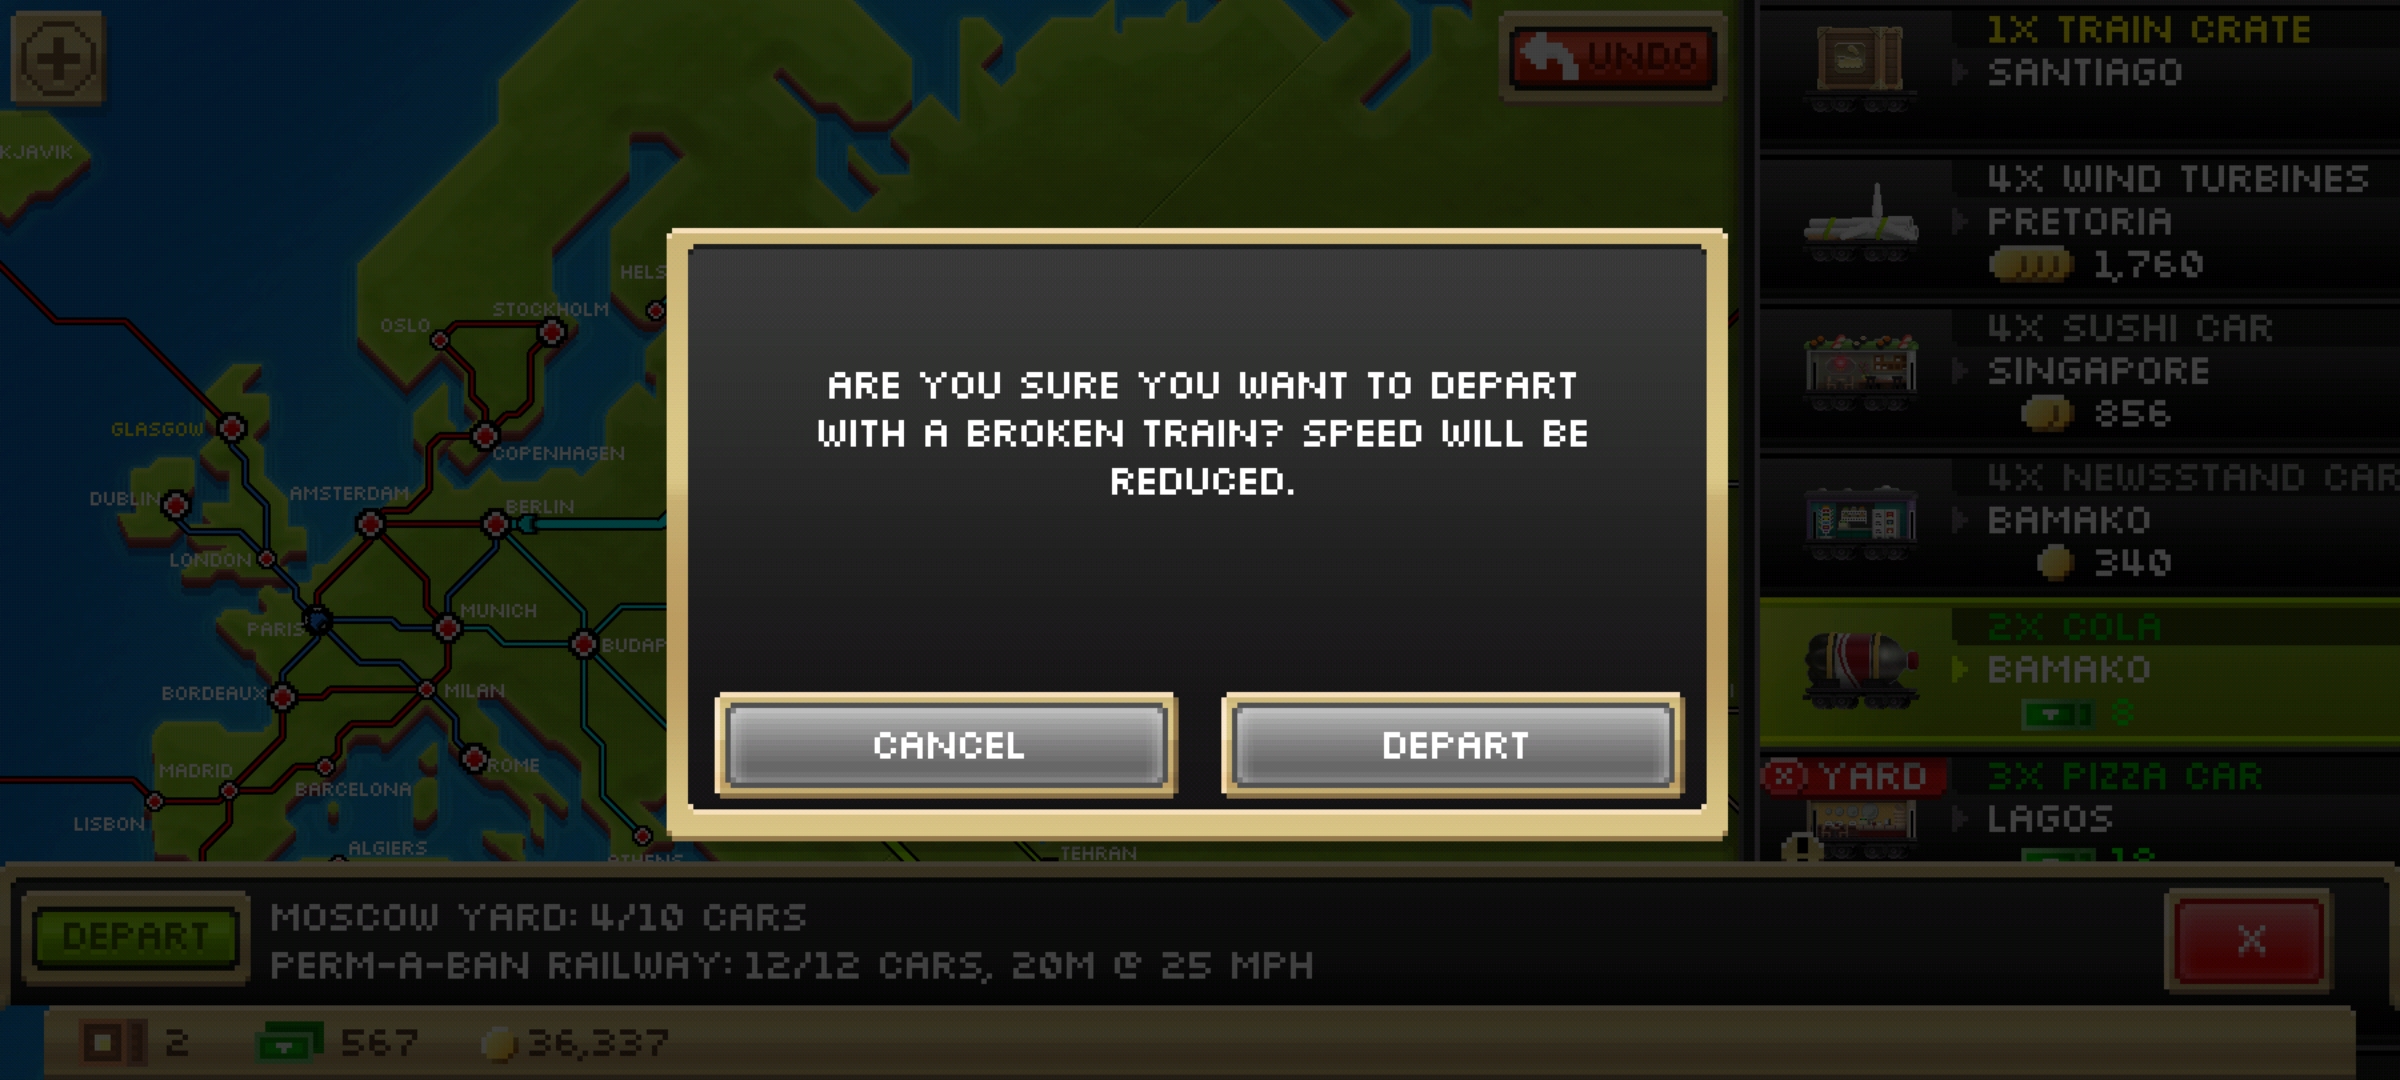 UNDO
KJAVIK
HELS
STOCKHOLM
OSLO
GLASGOW
COPENHAGEN
DUBLIN
AMSTERDAM
BERLIN
LONDON
MUNICH
PARIS
BUDAP
BORDEAUX
MILAN
MADRID
ROME
BARCELONA
LISBON
ALGIERS
ATHENS
TEHRAN
ARE YOU SURE YOU WANT TO DEPART
WITH A BROKEN TRAIN? SPEED WILL BE
REDUCED.
CANCEL
DEPART
1X TRAIN CRATE
SANTIAGO
4X WIND TURBINES
PRETORIA
1,760
4X SUSHI CAR
SINGAPORE
856
4X NEWSSTAND CAR
BAMAKO
340
2X COLA
BAMAKO
8
X YARD
3X PIZZA CAR
LAGOS
DEPART
MOSCOW YARD: 4/10 CARS
PERM-A-BAN RAILWAY: 12/12 CARS, 20M @ 25 MPH
X
2
567
36,337